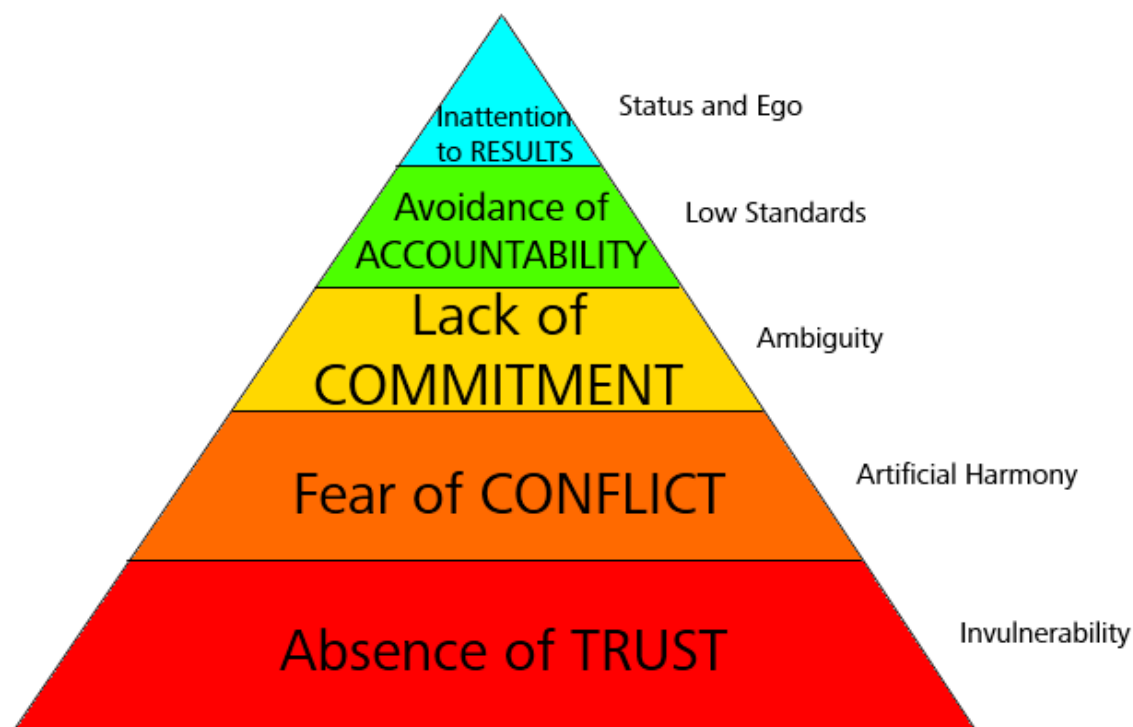 Inattention
to RESULTS
Status and Ego
Avoidance of
ACCOUNTABILITY
Low Standards
Lack of
COMMITMENT
Ambiguity
Fear of CONFLICT
Artificial Harmony
Absence of TRUST
Invulnerability